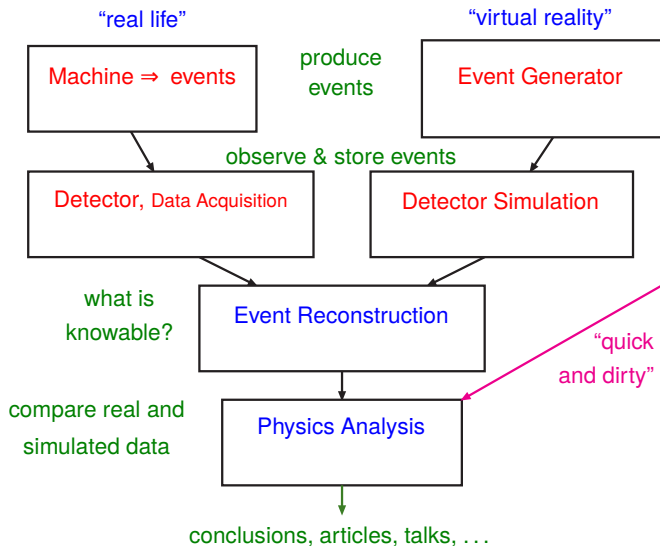 “real life”
“virtual reality”
Machine ⇒ events
produce
events
Event Generator
observe & store events
Detector, Data Acquisition
Detector Simulation
what is
knowable?
Event Reconstruction
“quick
and dirty”
compare real and
simulated data
Physics Analysis
conclusions, articles, talks, ...